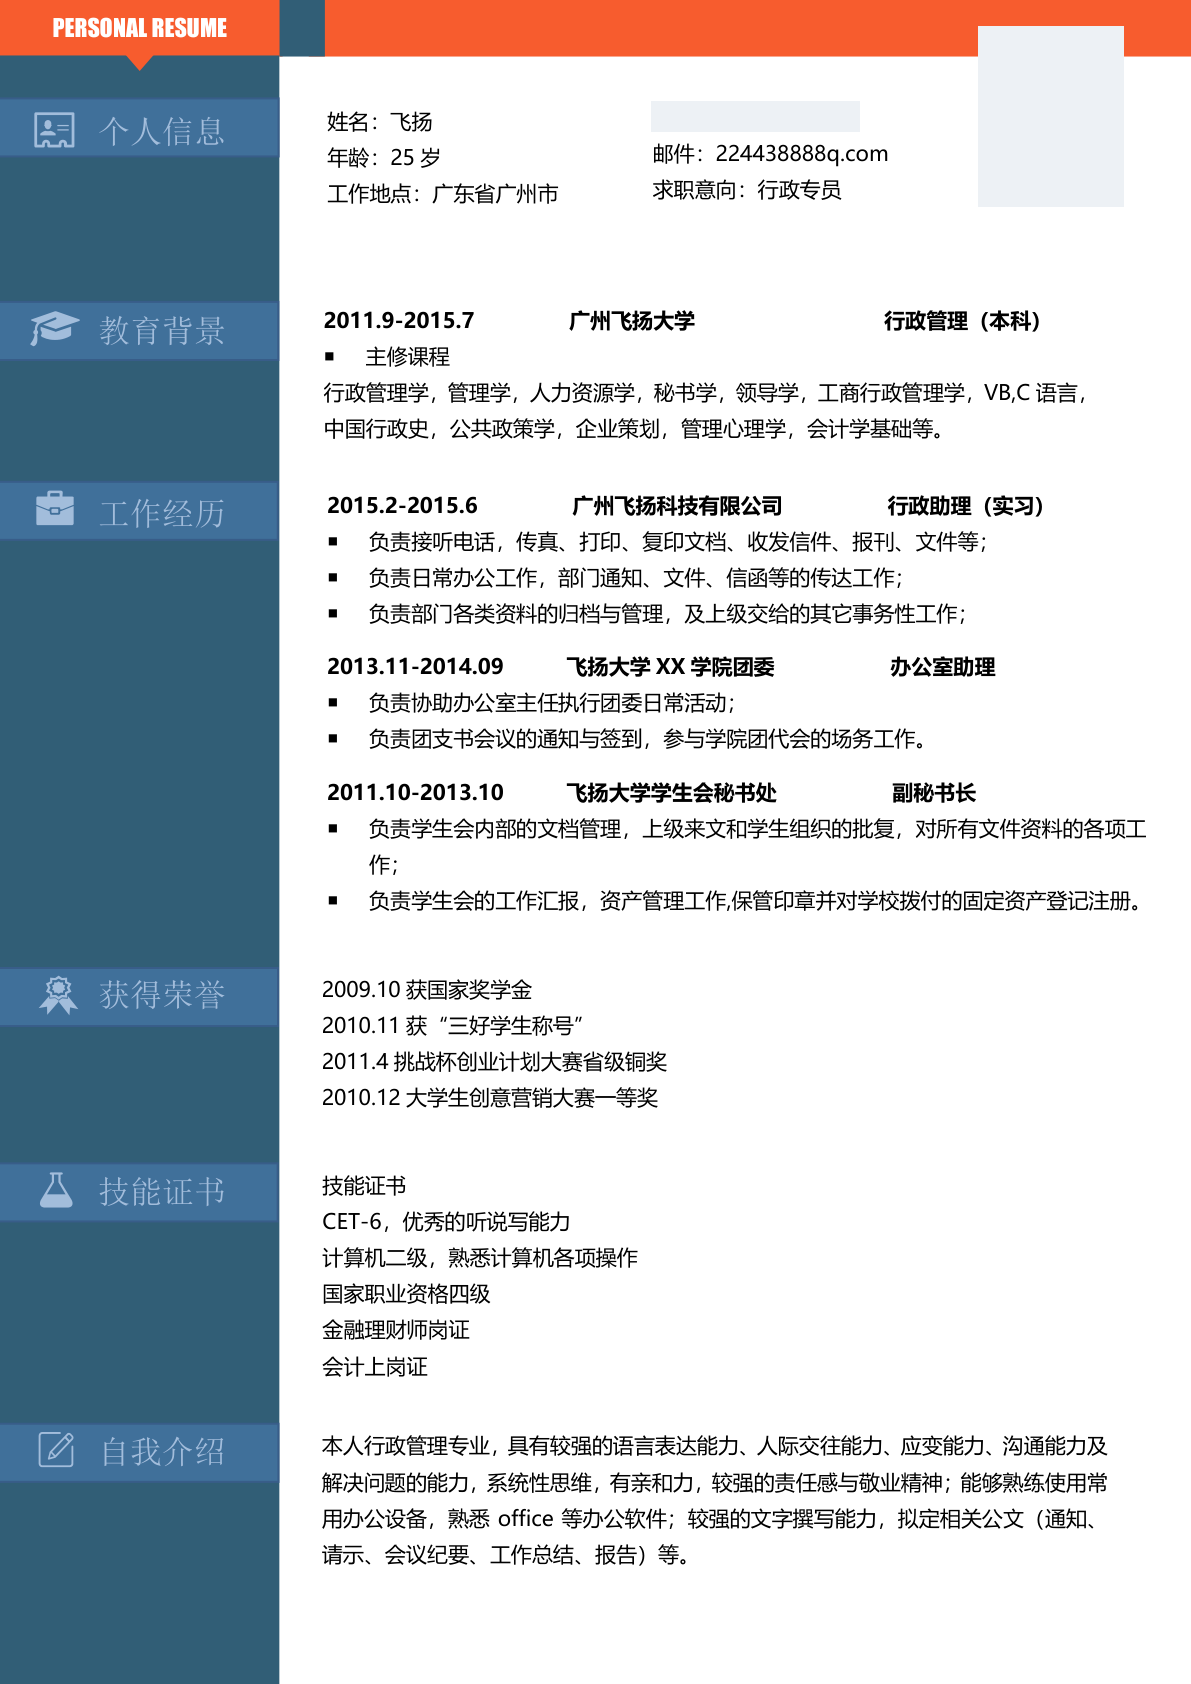 PERSONAL RESUME
个人信息
姓名：飞扬
年龄：25 岁
工作地点：广东省广州市
邮件：224438888q.com
求职意向：行政专员
教育背景
2011.9-2015.7 广州飞扬大学 行政管理（本科）
■ 主修课程
行政管理学，管理学，人力资源学，秘书学，领导学，工商行政管理学，VB,C 语言，
中国行政史，公共政策学，企业策划，管理心理学，会计学基础等。
工作经历
2015.2-2015.6 广州飞扬科技有限公司 行政助理（实习）
■ 负责接听电话，传真、打印、复印文档、收发信件、报刊、文件等；
■ 负责日常办公工作，部门通知、文件、信函等的传达工作；
■ 负责部门各类资料的归档与管理，及上级交给的其它事务性工作；
2013.11-2014.09 飞扬大学 XX 学院团委 办公室助理
■ 负责协助办公室主任执行团委日常活动；
■ 负责团支书会议的通知与签到，参与学院团代会的场务工作。
2011.10-2013.10 飞扬大学学生会秘书处 副秘书长
■ 负责学生会内部的文档管理，上级来文和学生组织的批复，对所有文件资料的各项工
作；
■ 负责学生会的工作汇报，资产管理工作,保管印章并对学校拨付的固定资产登记注册。
获得荣誉
2009.10 获国家奖学金
2010.11 获“三好学生称号”
2011.4 挑战杯创业计划大赛省级铜奖
2010.12 大学生创意营销大赛一等奖
技能证书
技能证书
CET-6，优秀的听说写能力
计算机二级，熟悉计算机各项操作
国家职业资格四级
金融理财师岗证
会计上岗证
自我介绍
本人行政管理专业，具有较强的语言表达能力、人际交往能力、应变能力、沟通能力及
解决问题的能力，系统性思维，有亲和力，较强的责任感与敬业精神；能够熟练使用常
用办公设备，熟悉 office 等办公软件；较强的文字撰写能力，拟定相关公文（通知、
请示、会议纪要、工作总结、报告）等。